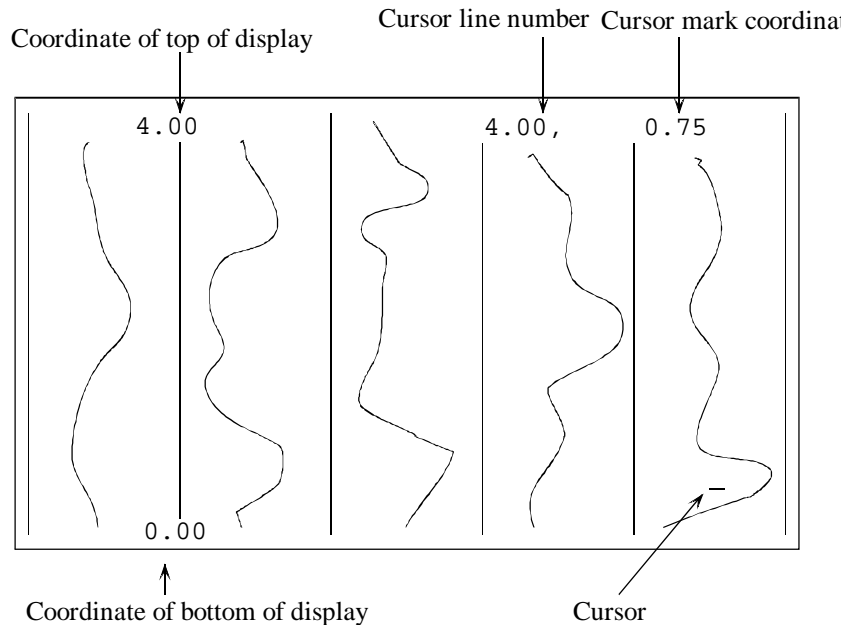 Cursor line number Cursor mark coordinat
Coordinate of top of display
4.00 4.00, 0.75
0.00
Coordinate of bottom of display Cursor